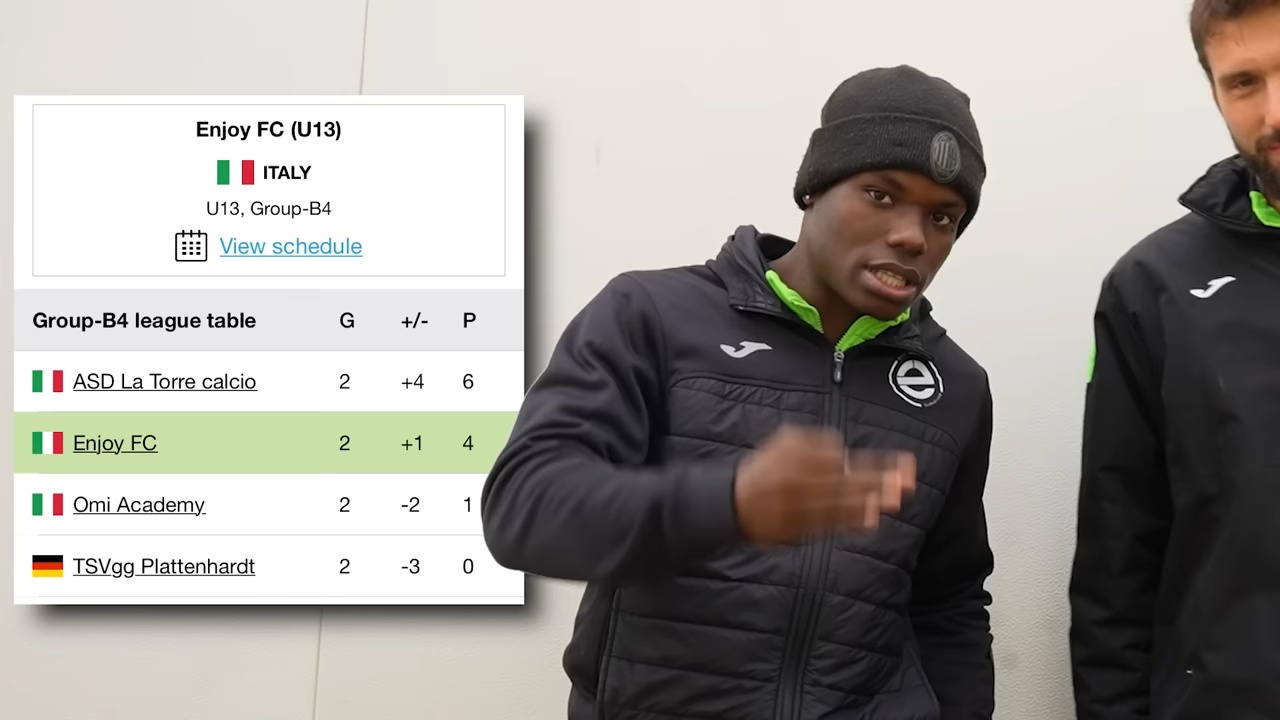 Enjoy FC (U13)
ITALY
U13, Group-B4
View schedule
Group-B4 league table G +/- P
ASD La Torre calcio 2 +4 6
Enjoy FC 2 +1 4
Omi Academy 2 -2 1
TSVgg Plattenhardt 2 -3 0